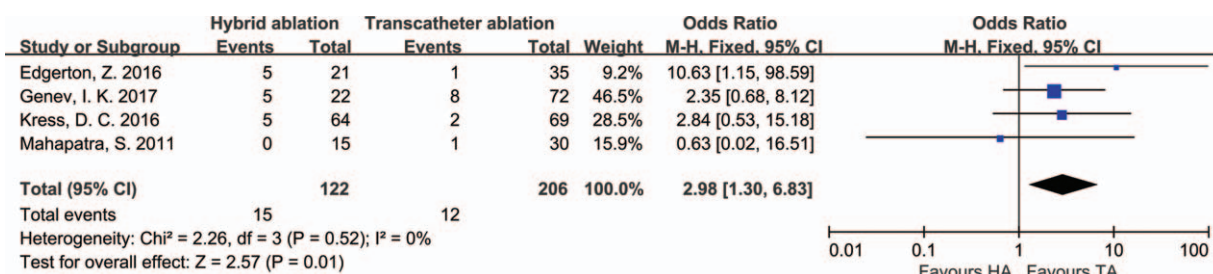 Hybrid ablation Transcatheter ablation Odds Ratio Odds Ratio
Study or Subgroup Events Total Events Total Weight M-H, Fixed, 95% CI M-H, Fixed, 95% CI
Edgerton, Z. 2016 5 21 1 35 9.2% 10.63 [1.15, 98.59]
Genev, I. K. 2017 5 22 8 72 46.5% 2.35 [0.68, 8.12]
Kress, D. C. 2016 5 64 2 69 28.5% 2.84 [0.53, 15.18]
Mahapatra, S. 2011 0 15 1 30 15.9% 0.63 [0.02, 16.51]
Total (95% CI) 122 206 100.0% 2.98 [1.30, 6.83]
Total events 15 12
Heterogeneity: Chi² = 2.26, df = 3 (P = 0.52); I² = 0%
Test for overall effect: Z = 2.57 (P = 0.01)
0.01 0.1 1 10 100
Favours HA Favours TA